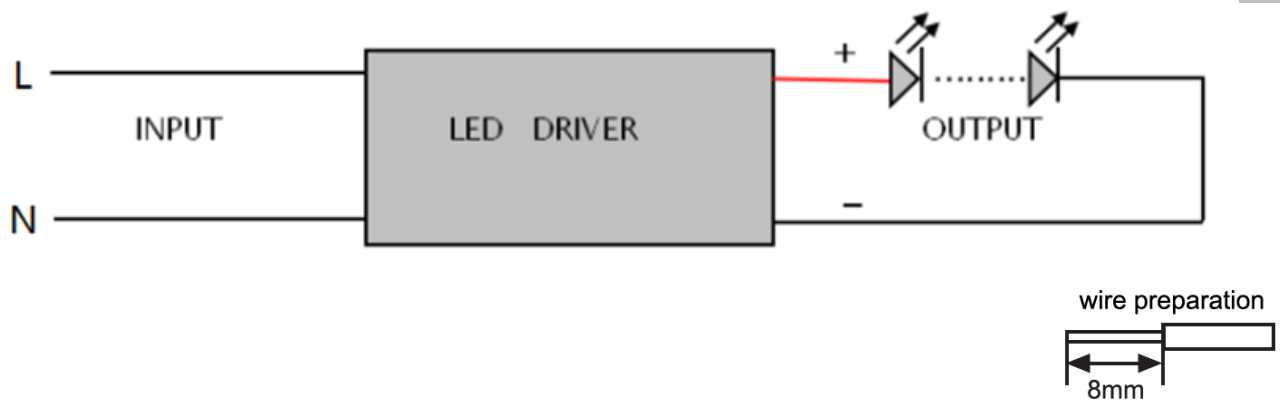 L
+
INPUT
LED DRIVER
OUTPUT
N
−
wire preparation
8mm